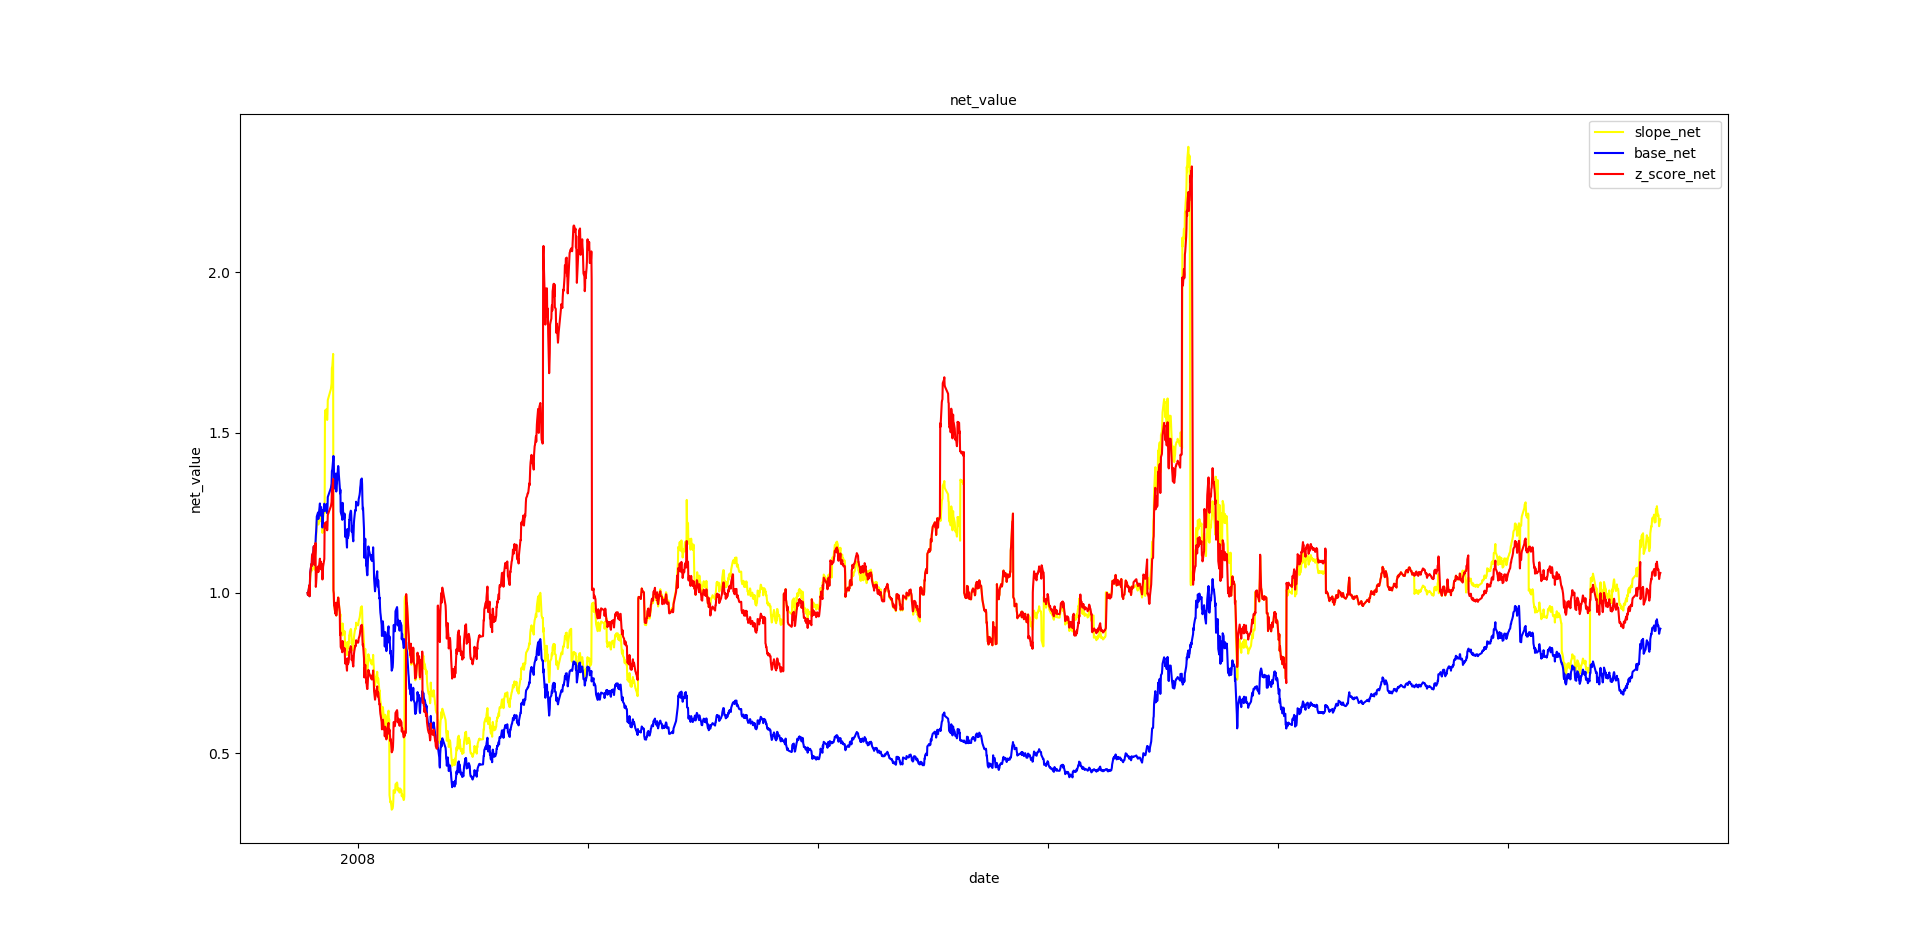 net_value
slope_net
base_net
z_score_net
2.0
1.5
1.0
0.5
net_value
2008
date